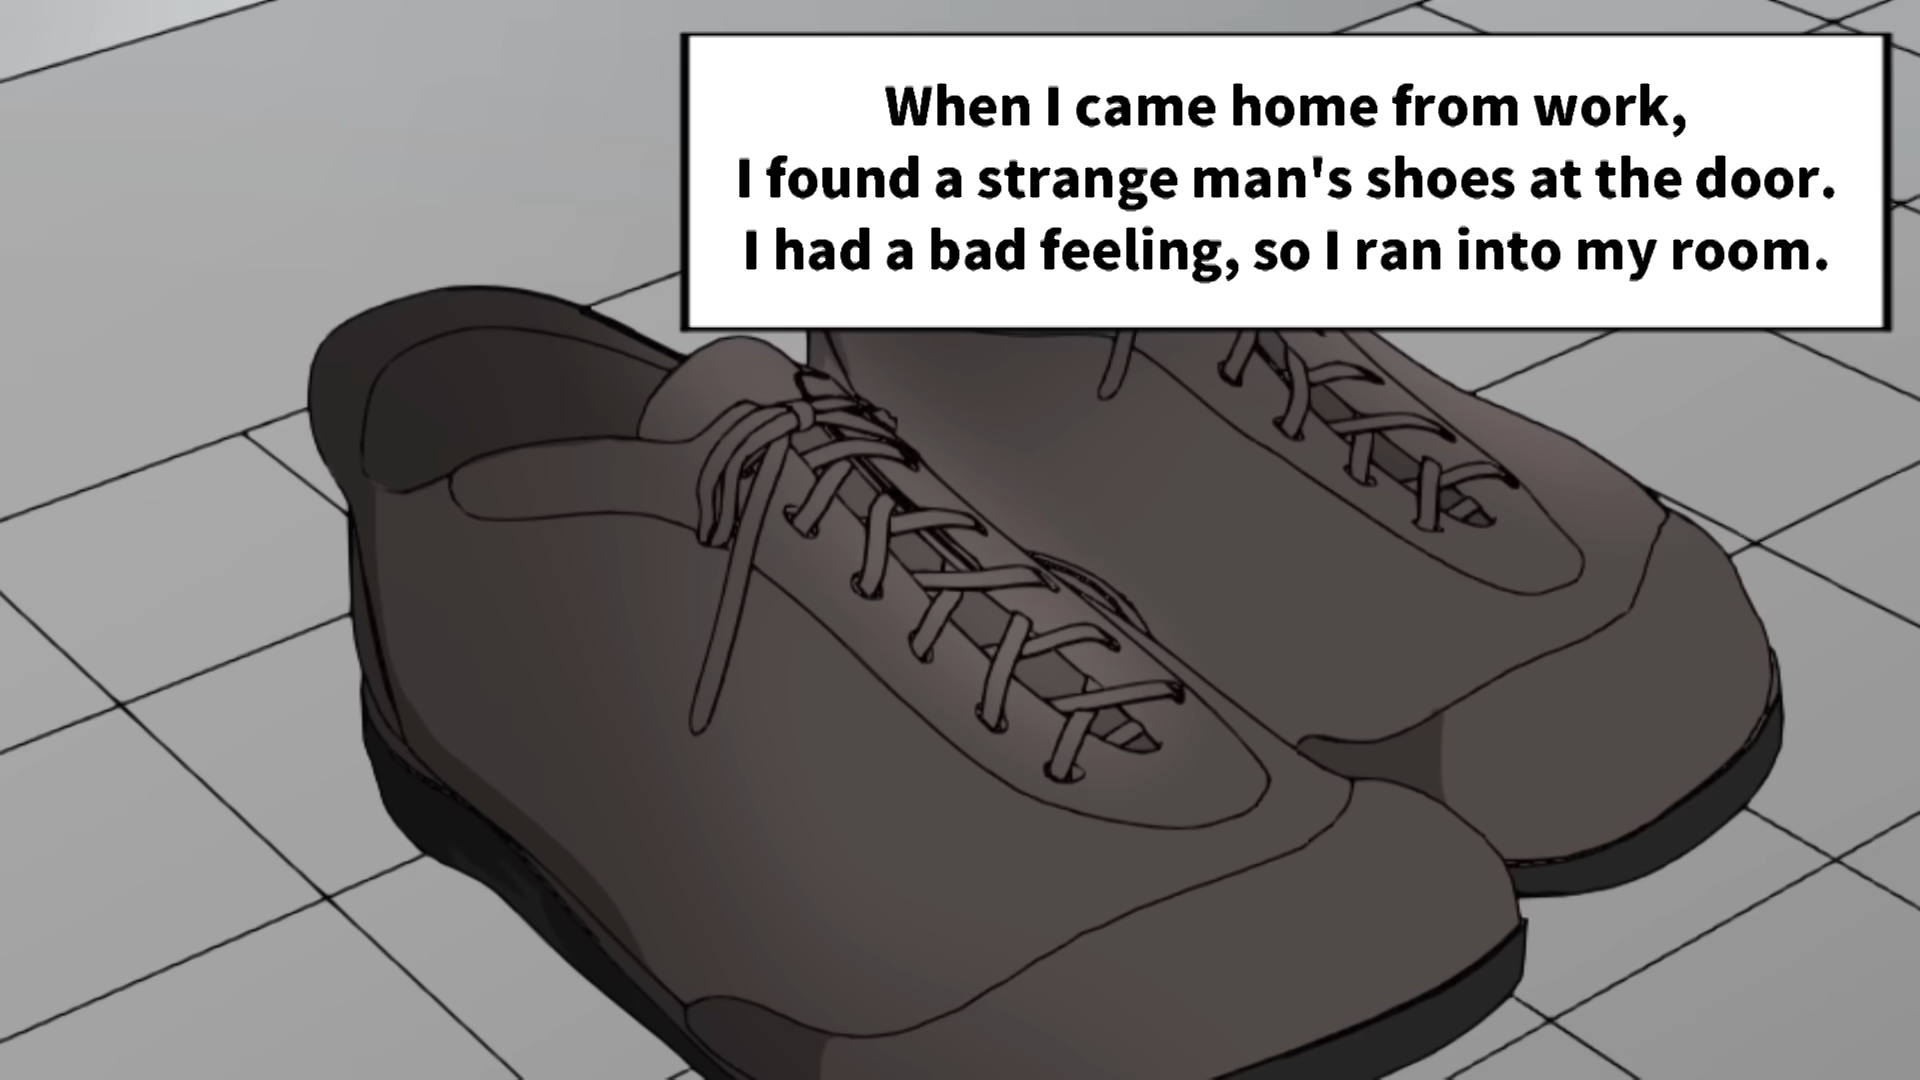 When I came home from work,
I found a strange man's shoes at the door.
I had a bad feeling, so I ran into my room.